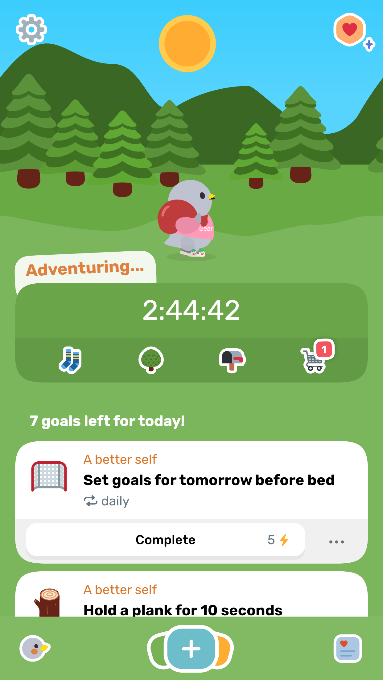 Adventuring...
2:44:42
1
7 goals left for today!
A better self
Set goals for tomorrow before bed
daily
Complete
5
A better self
Hold a plank for 10 seconds